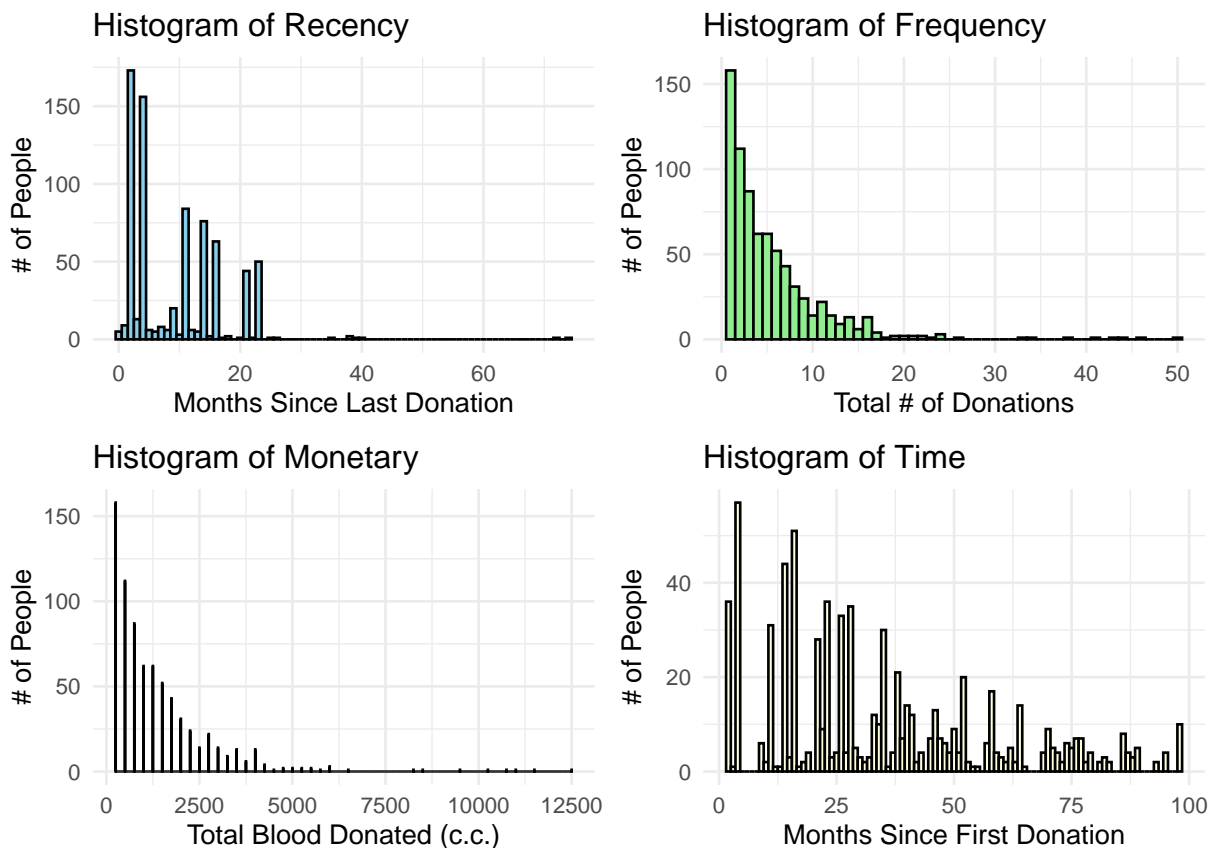 Histogram of Recency
# of People
150
100
50
0
0 20 40 60
Months Since Last Donation
Histogram of Frequency
# of People
150
100
50
0
0 10 20 30 40 50
Total # of Donations
Histogram of Monetary
# of People
150
100
50
0
0 2500 5000 7500 10000 12500
Total Blood Donated (c.c.)
Histogram of Time
# of People
40
20
0
0 25 50 75 100
Months Since First Donation